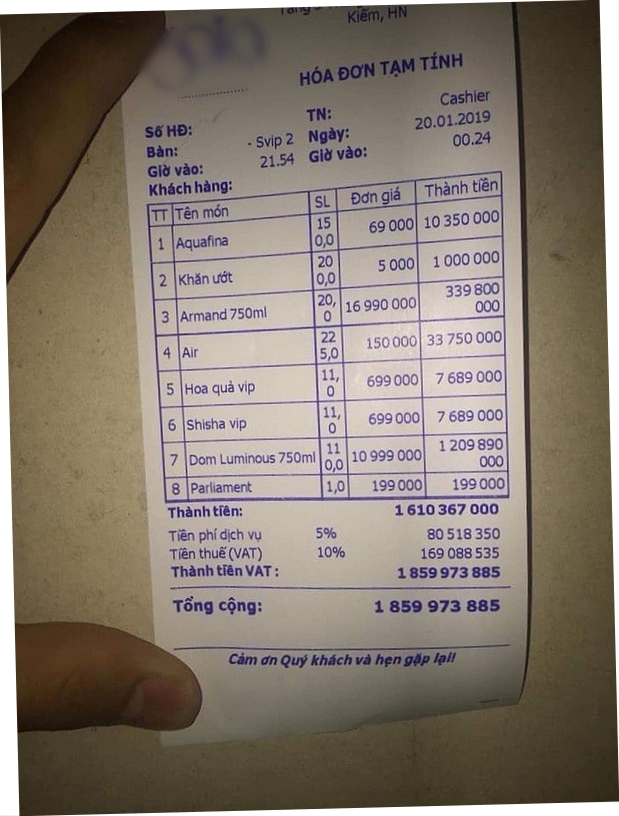 Kiếm, HN
HÓA ĐƠN TẠM TÍNH
Số HĐ: TN: Cashier
Bàn: - Svip 2 Ngày: 20.01.2019
Giờ vào: 21.54 Giờ vào: 00.24
Khách hàng:
TT Tên món SL Đơn giá Thành tiền
1 Aquafina 150,0 69 000 10 350 000
2 Khăn ướt 200,0 5 000 1 000 000
3 Armand 750ml 20,0 16 990 000 339 800 000
4 Air 225,0 150 000 33 750 000
5 Hoa quả vip 11,0 699 000 7 689 000
6 Shisha vip 11,0 699 000 7 689 000
7 Dom Luminous 750ml 110,0 10 999 000 1 209 890 000
8 Parliament 1,0 199 000 199 000
Thành tiền: 1 610 367 000
Tiền phí dịch vụ 5% 80 518 350
Tiền thuế (VAT) 10% 169 088 535
Thành tiền VAT : 1 859 973 885
Tổng cộng: 1 859 973 885
Cảm ơn Quý khách và hẹn gặp lại!